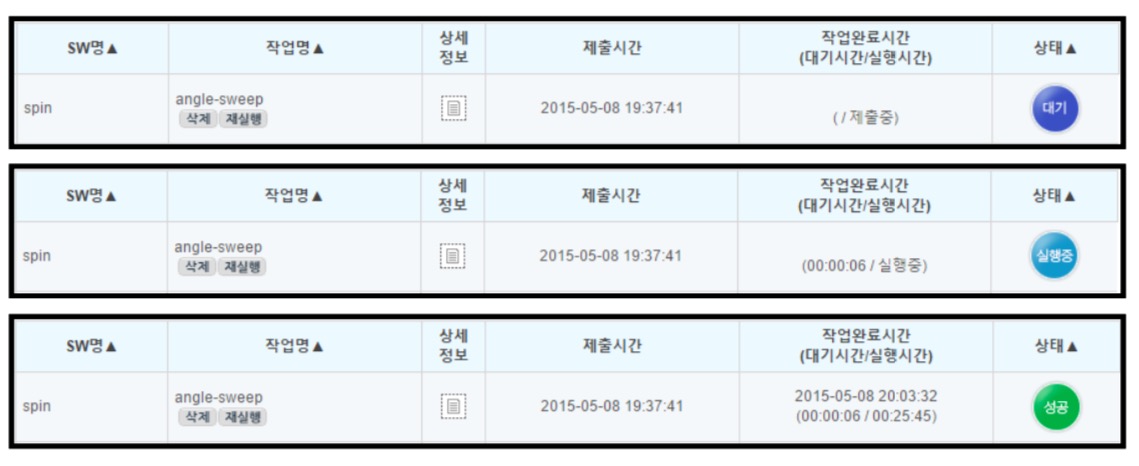 SW명▲ 작업명▲ 상세 정보 제출시간 작업완료시간 (대기시간/실행시간) 상태▲
spin angle-sweep 삭제 재실행 2015-05-08 19:37:41 ( / 제출중) 대기
SW명▲ 작업명▲ 상세 정보 제출시간 작업완료시간 (대기시간/실행시간) 상태▲
spin angle-sweep 삭제 재실행 2015-05-08 19:37:41 (00:00:06 / 실행중) 실행중
SW명▲ 작업명▲ 상세 정보 제출시간 작업완료시간 (대기시간/실행시간) 상태▲
spin angle-sweep 삭제 재실행 2015-05-08 19:37:41 2015-05-08 20:03:32 (00:00:06 / 00:25:45) 성공